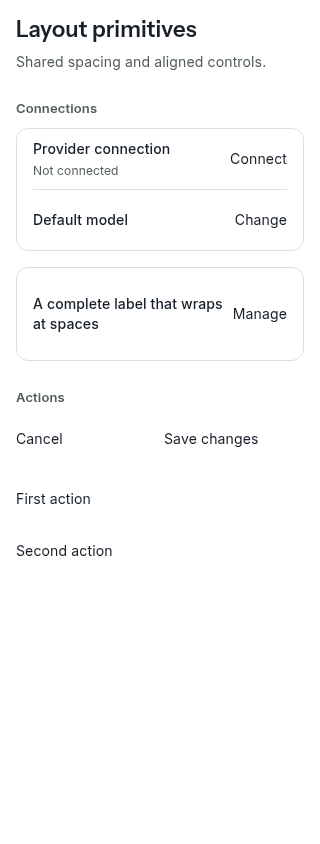 Layout primitives
Shared spacing and aligned controls.
Connections
Provider connection
Connect
Not connected
Default model
Change
A complete label that wraps
at spaces
Manage
Actions
Cancel
Save changes
First action
Second action